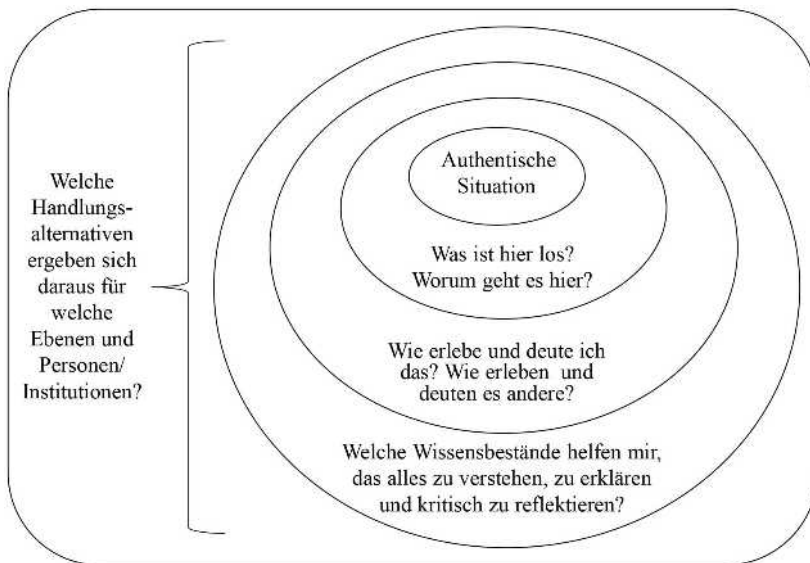 Welche
Handlungs-
alternativen
ergeben sich
daraus für
welche
Ebenen und
Personen/
Institutionen?
Authentische
Situation
Was ist hier los?
Worum geht es hier?
Wie erlebe und deute ich
das? Wie erleben und
deuten es andere?
Welche Wissensbestände helfen mir,
das alles zu verstehen, zu erklären
und kritisch zu reflektieren?